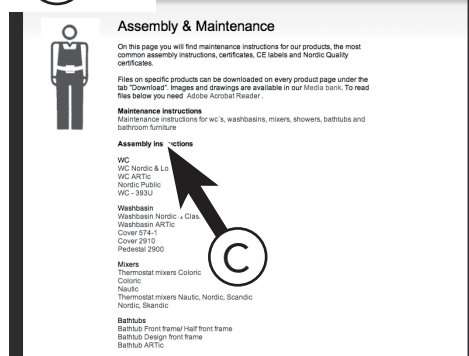 Assembly & Maintenance
On this page you will find maintenance instructions for our products, the most
common assembly instructions, certificates, CE labels and Nordic Quality
certificates.
Files on specific products can be downloaded on every product page under the
tab "Download". Images and drawings are available in our Media bank. To read
files below you need Adobe Acrobat Reader .
Maintenance instructions
Maintenance instructions for wc's, washbasins, mixers, showers, bathtubs and
bathroom furniture
Assembly
WC
WC Nordic &
WC ARTic
Nordic Public
WC - 393U
Washbasin
Washbasin Nordic
Washbasin ARTic
Cover 574-1
Cover 2910
Pedestal 2900
C
Mixers
Thermostat mixers Coloric
Coloric
Nautic
Thermostat mixers Nautic, Nordic, Scandic
Nordic, Skandic
Bathtubs
Bathtub Front frame/ Half front frame
Bathtub Design front frame
Bathtub ARTic